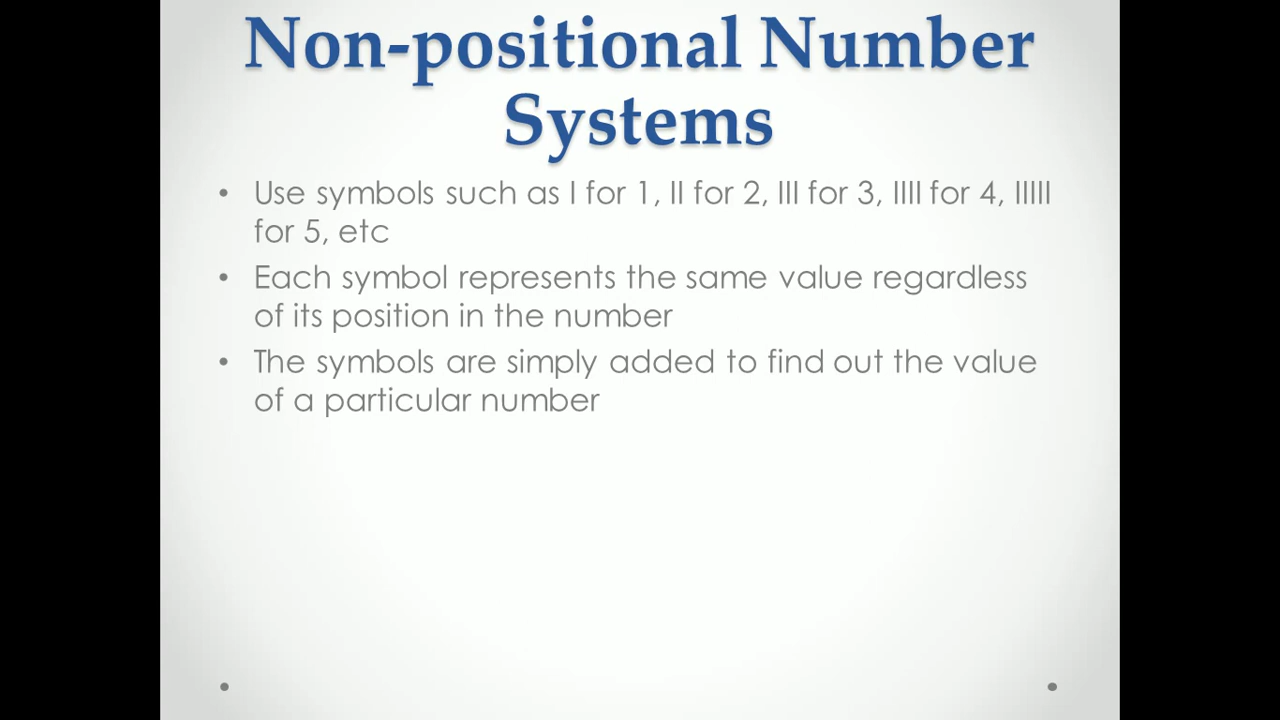 Non-positional Number
Systems
• Use symbols such as I for 1, II for 2, III for 3, IIII for 4, IIIII
for 5, etc
• Each symbol represents the same value regardless
of its position in the number
• The symbols are simply added to find out the value
of a particular number